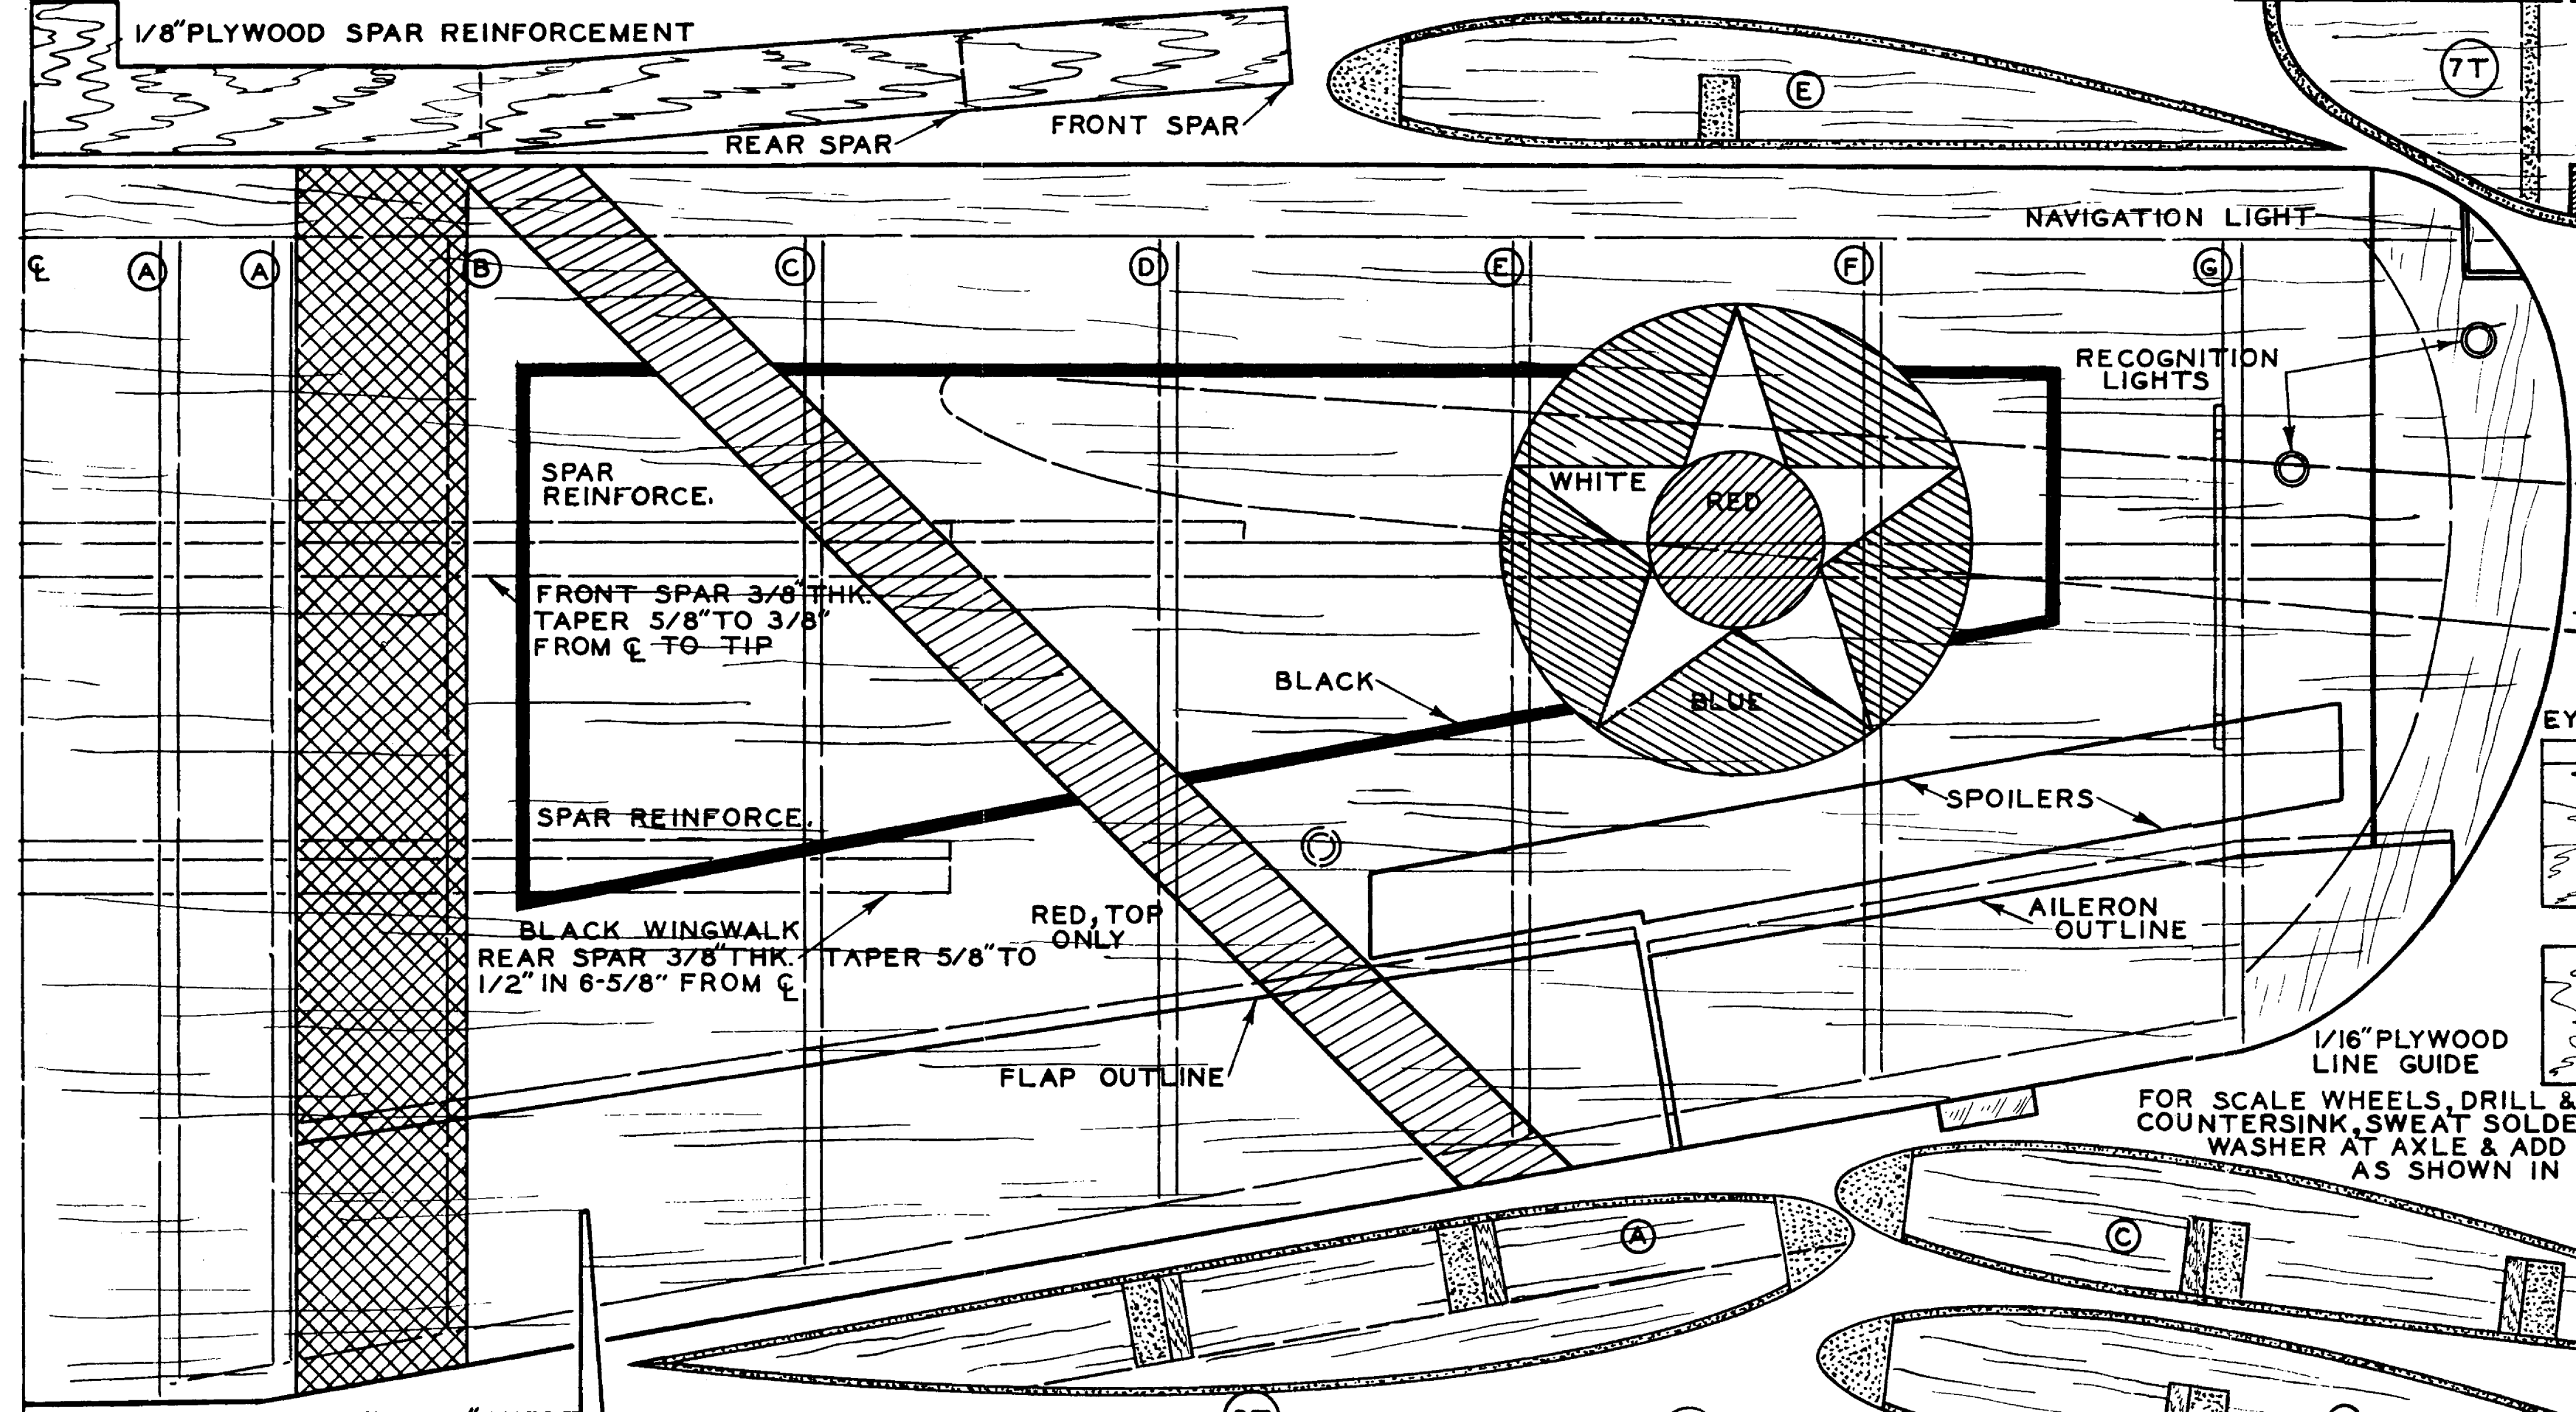 1/8" PLYWOOD SPAR REINFORCEMENT
REAR SPAR
FRONT SPAR
E
7T
NAVIGATION LIGHT
℄
A
A
B
C
D
E
F
G
RECOGNITION
LIGHTS
SPAR
REINFORCE.
WHITE
RED
FRONT SPAR 3/8" THK.
TAPER 5/8" TO 3/8"
FROM ℄ TO TIP
BLACK
BLUE
EY
SPOILERS
SPAR REINFORCE.
BLACK WINGWALK
REAR SPAR 3/8" THK. TAPER 5/8" TO
1/2" IN 6-5/8" FROM ℄
RED, TOP
ONLY
AILERON
OUTLINE
FLAP OUTLINE
1/16" PLYWOOD
LINE GUIDE
FOR SCALE WHEELS, DRILL &
COUNTERSINK, SWEAT SOLDE
WASHER AT AXLE & ADD
AS SHOWN IN
A
C